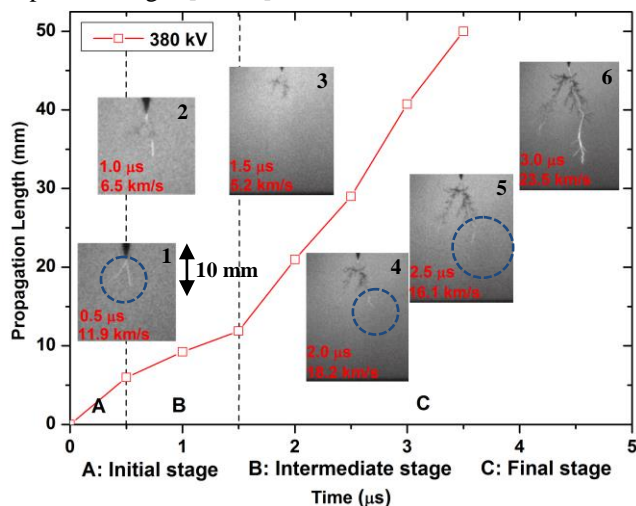 380 kV
50
40
30
20
10
0
Propagation Length (mm)
1
0.5 μs
11.9 km/s
10 mm
2
1.0 μs
6.5 km/s
3
1.5 μs
5.2 km/s
4
2.0 μs
18.2 km/s
5
2.5 μs
16.1 km/s
6
3.0 μs
23.5 km/s
A B C
0 1 2 3 4 5
A: Initial stage B: Intermediate stage C: Final stage
Time (μs)